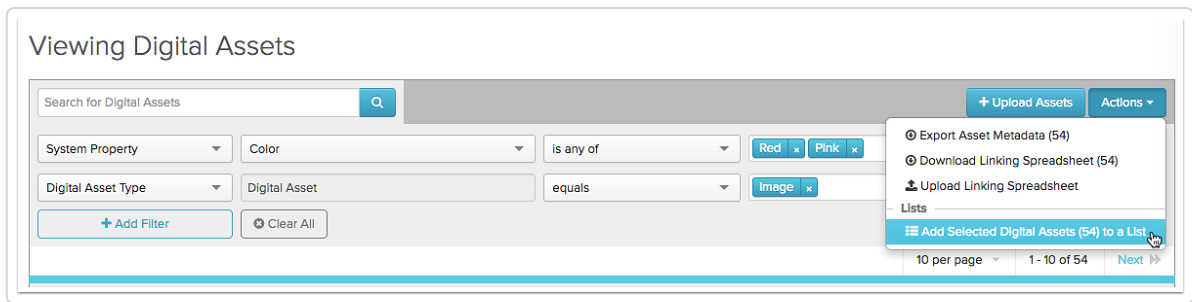 Viewing Digital Assets
Search for Digital Assets
+ Upload Assets
Actions
System Property
Color
is any of
Red x
Pink x
Digital Asset Type
Digital Asset
equals
Image x
+ Add Filter
Clear All
Export Asset Metadata (54)
Download Linking Spreadsheet (54)
Upload Linking Spreadsheet
Lists
Add Selected Digital Assets (54) to a List
10 per page
1 - 10 of 54
Next